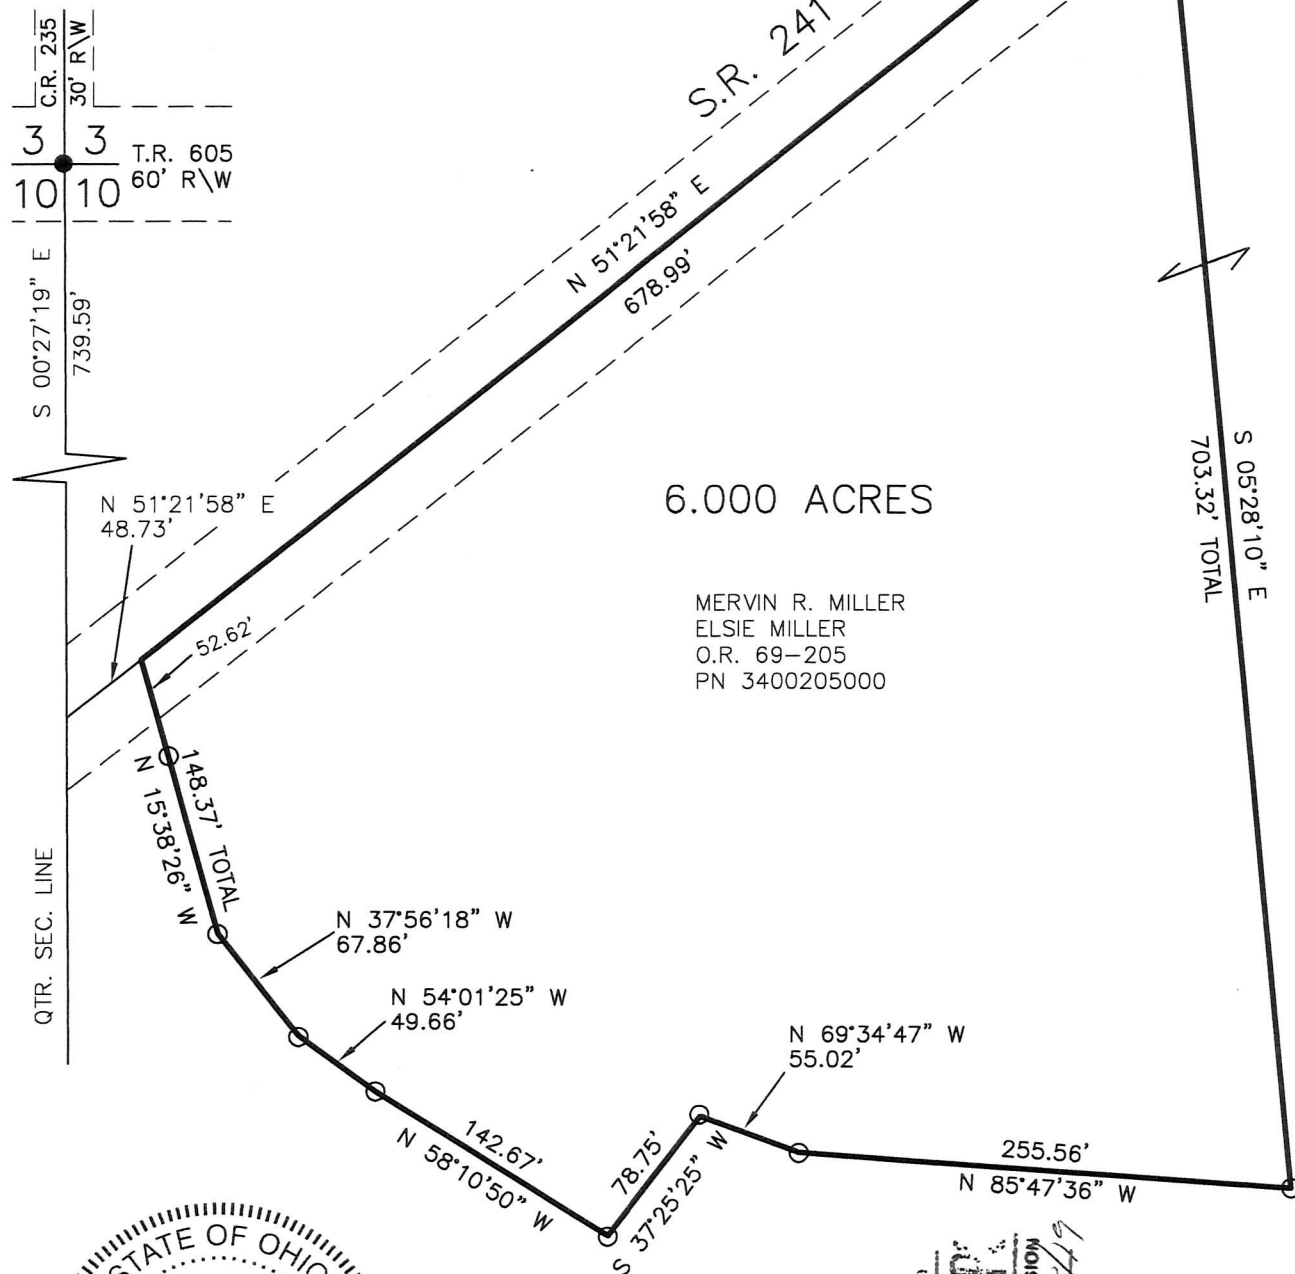 C.R. 235
30' R\W
3 3
10 10
T.R. 605
60' R\W
S 00°27'19" E
739.59'
S.R. 241
N 51°21'58" E
678.99'
N 51°21'58" E
48.73'
52.62'
6.000 ACRES
MERVIN R. MILLER
ELSIE MILLER
O.R. 69-205
PN 3400205000
S 05°28'10" E
703.32' TOTAL
148.37' TOTAL
N 15°38'26" W
QTR. SEC. LINE
N 37°56'18" W
67.86'
N 54°01'25" W
49.66'
N 69°34'47" W
55.02'
142.67'
N 58°10'50" W
78.75'
S 37°25'25" W
255.56'
N 85°47'36" W
STATE OF OHIO